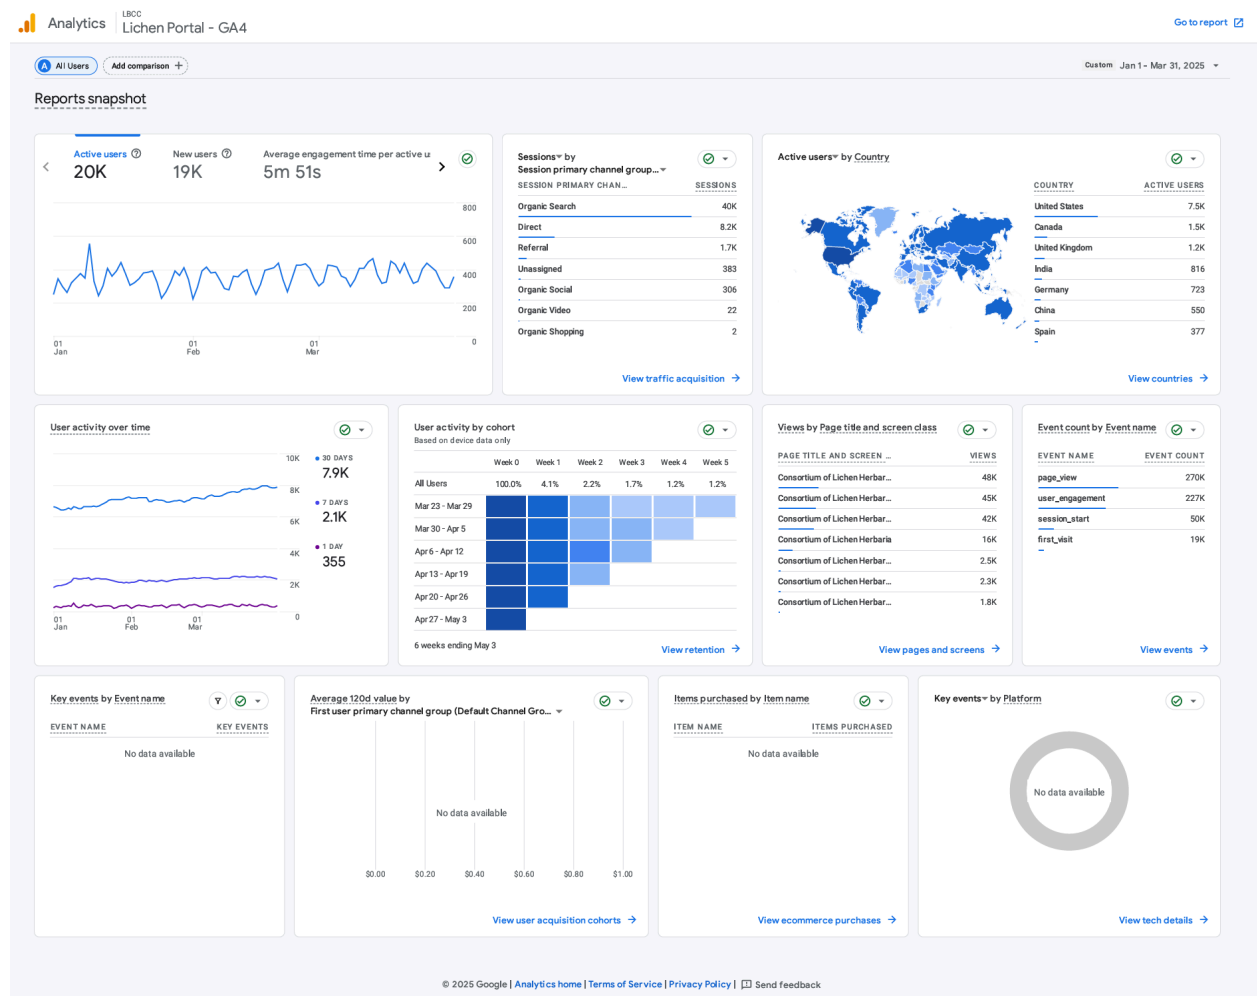 Analytics
LBCC
Lichen Portal - GA4
Go to report
A All Users
Add comparison
Custom Jan 1 - Mar 31, 2025
Reports snapshot
Active users
20K
New users
19K
Average engagement time per active u
5m 51s
800
600
400
200
0
01 Jan
01 Feb
01 Mar
Sessions by
Session primary channel group...
SESSION PRIMARY CHAN... SESSIONS
Organic Search 40K
Direct 8.2K
Referral 1.7K
Unassigned 383
Organic Social 306
Organic Video 22
Organic Shopping 2
View traffic acquisition
Active users by Country
COUNTRY ACTIVE USERS
United States 7.5K
Canada 1.5K
United Kingdom 1.2K
India 816
Germany 723
China 550
Spain 377
View countries
User activity over time
10K
8K
6K
4K
2K
0
01 Jan
01 Feb
01 Mar
30 DAYS
7.9K
7 DAYS
2.1K
1 DAY
355
User activity by cohort
Based on device data only
Week 0 Week 1 Week 2 Week 3 Week 4 Week 5
All Users 100.0% 4.1% 2.2% 1.7% 1.2% 1.2%
Mar 23 - Mar 29
Mar 30 - Apr 5
Apr 6 - Apr 12
Apr 13 - Apr 19
Apr 20 - Apr 26
Apr 27 - May 3
6 weeks ending May 3
View retention
Views by Page title and screen class
PAGE TITLE AND SCREEN ... VIEWS
Consortium of Lichen Herbar... 48K
Consortium of Lichen Herbar... 45K
Consortium of Lichen Herbar... 42K
Consortium of Lichen Herbaria 16K
Consortium of Lichen Herbar... 2.5K
Consortium of Lichen Herbar... 2.3K
Consortium of Lichen Herbar... 1.8K
View pages and screens
Event count by Event name
EVENT NAME EVENT COUNT
page_view 270K
user_engagement 227K
session_start 50K
first_visit 19K
View events
Key events by Event name
EVENT NAME KEY EVENTS
No data available
Average 120d value by
First user primary channel group (Default Channel Gro...
No data available
$0.00 $0.20 $0.40 $0.60 $0.80 $1.00
View user acquisition cohorts
Items purchased by Item name
ITEM NAME ITEMS PURCHASED
No data available
View ecommerce purchases
Key events by Platform
No data available
View tech details
© 2025 Google | Analytics home | Terms of Service | Privacy Policy | Send feedback